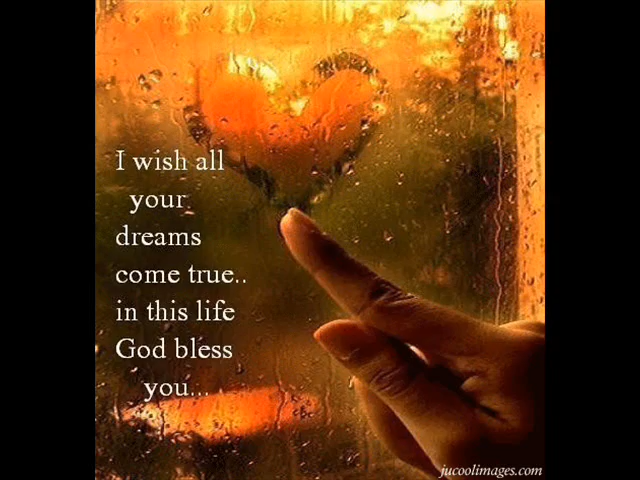 I wish all
your
dreams
come true..
in this life
God bless
you...
jucoolimages.com